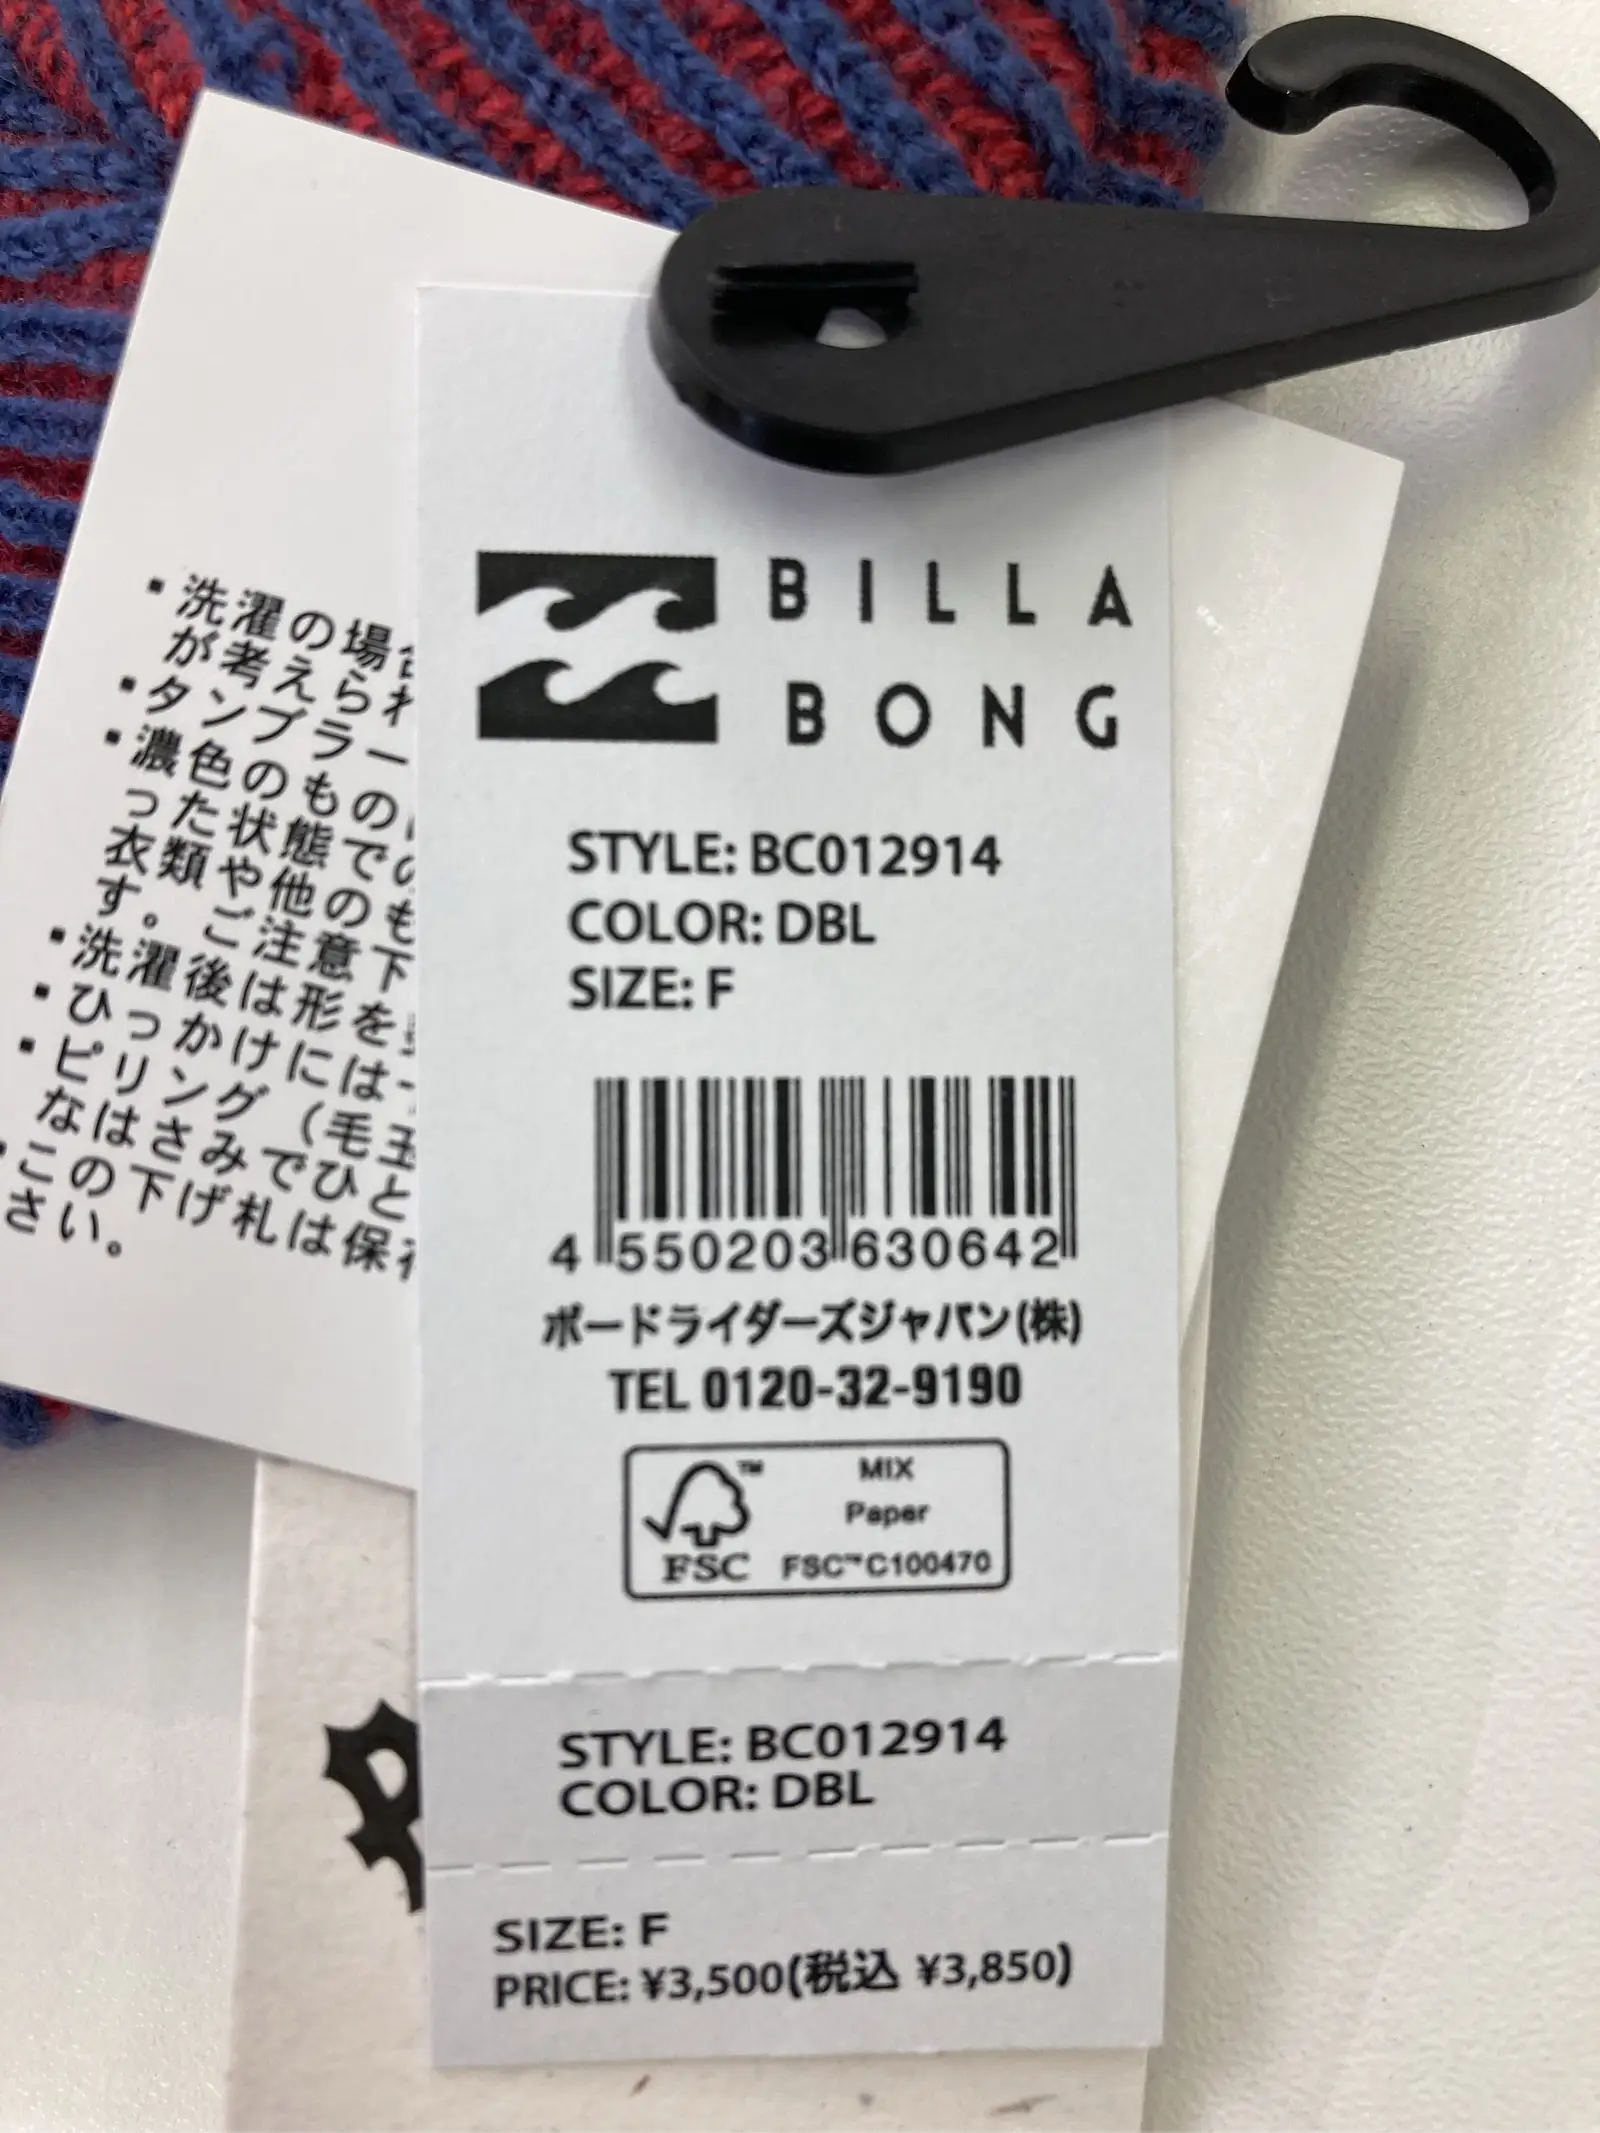 ・洗濯の場
が考えられ
・タンブラー
・濃色のもの
った状態での
衣類や他のも
す。ご注意下
・洗濯後は形を
・ひっかけには
・ピリング(毛玉
なはさみでひと
・この下げ札は保
さい。
BILLA
BONG
STYLE: BC012914
COLOR: DBL
SIZE: F
4 550203 630642
ボードライダーズジャパン(株)
TEL 0120-32-9190
FSC™
MIX
Paper
FSC™ C100470
STYLE: BC012914
COLOR: DBL
SIZE: F
PRICE: ¥3,500(税込 ¥3,850)